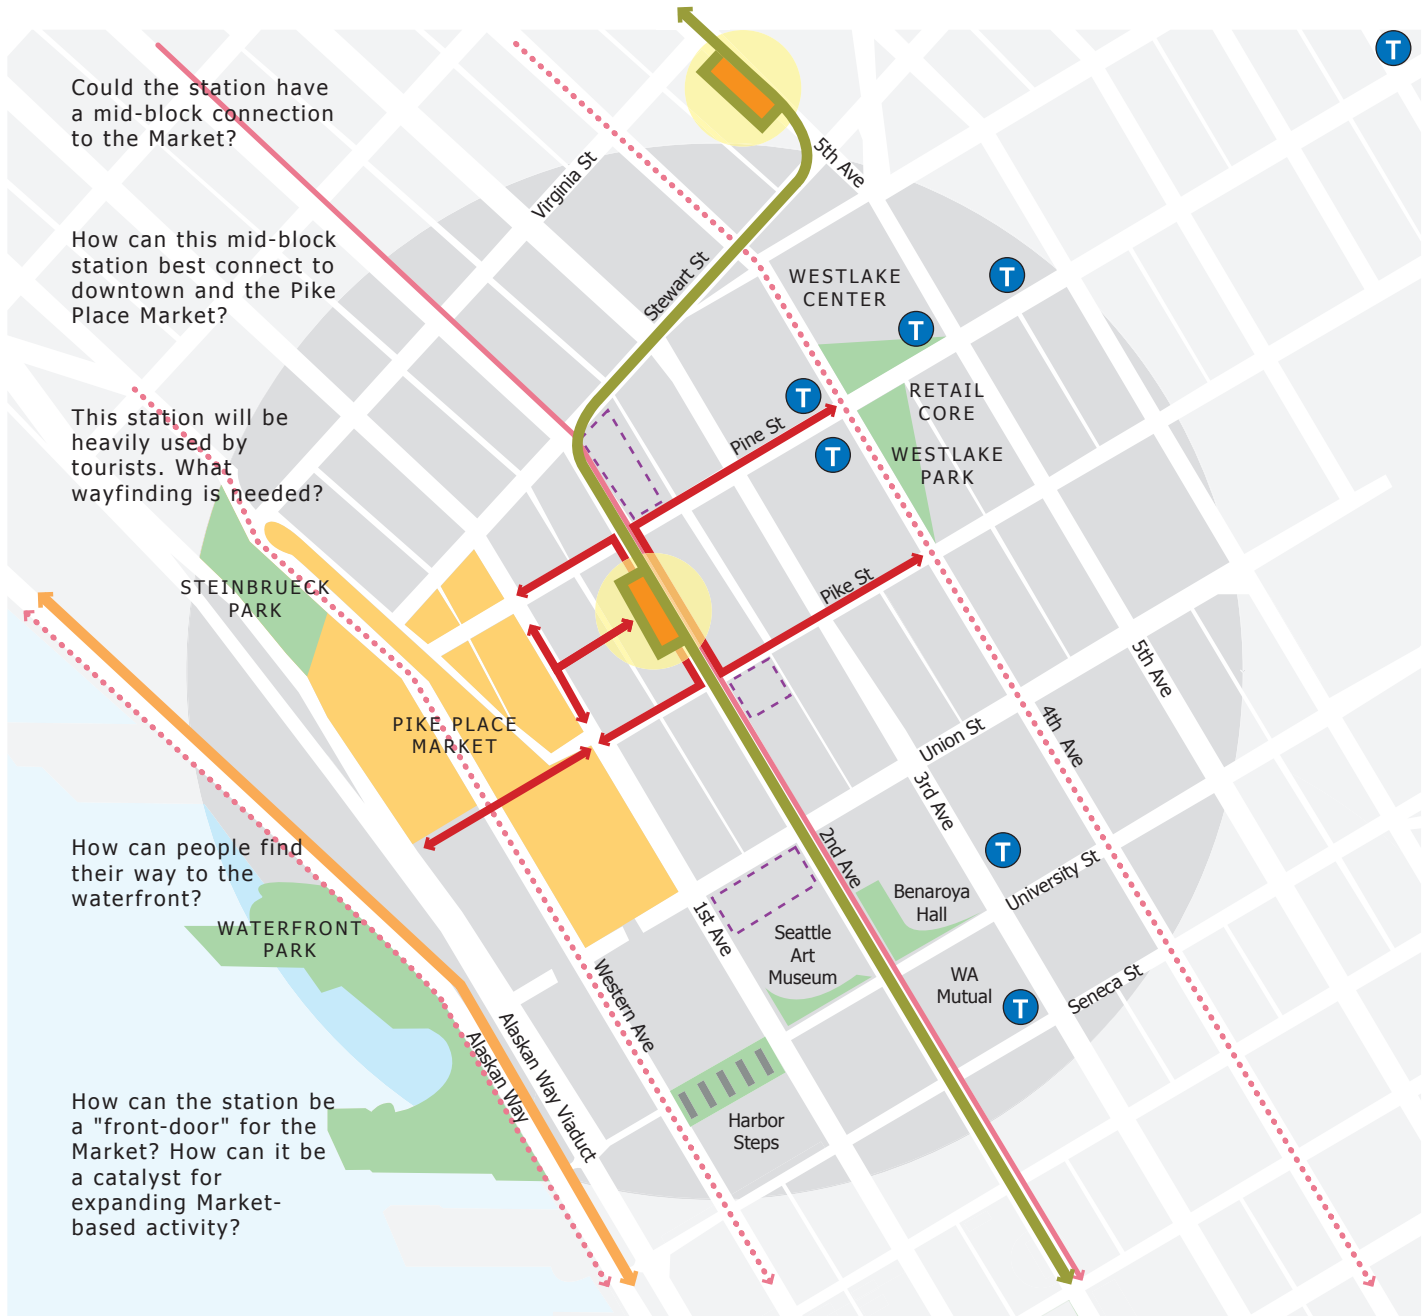 Could the station have
a mid-block connection
to the Market?
How can this mid-block
station best connect to
downtown and the Pike
Place Market?
This station will be
heavily used by
tourists. What
wayfinding is needed?
How can people find
their way to the
waterfront?
How can the station be
a "front-door" for the
Market? How can it be
a catalyst for
expanding Market-
based activity?
T
5th Ave
Virginia St
Stewart St
WESTLAKE
CENTER
T
T
T
RETAIL
CORE
Pine St
T
WESTLAKE
PARK
STEINBRUECK
PARK
Pike St
5th Ave
PIKE PLACE
MARKET
4th Ave
Union St
3rd Ave
2nd Ave
T
University St
Benaroya
Hall
1st Ave
WATERFRONT
PARK
Seattle
Art
Museum
WA
Mutual
T
Seneca St
Western Ave
Alaskan Way Viaduct
Alaskan Way
Harbor
Steps